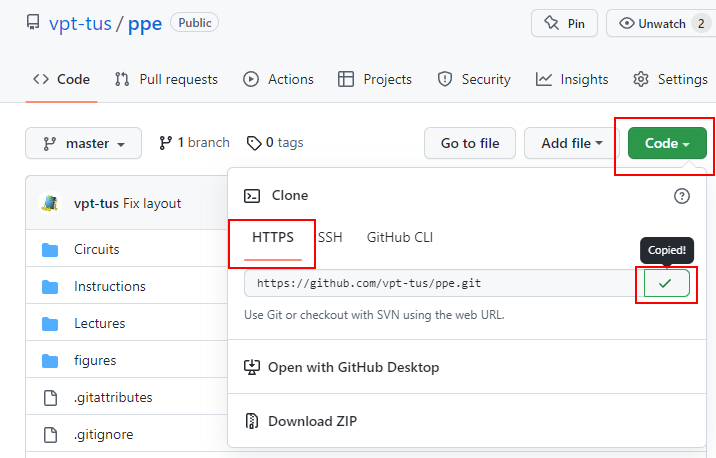 vpt-tus / ppe Public Pin Unwatch 2
Code Pull requests Actions Projects Security Insights Settings
master 1 branch 0 tags Go to file Add file Code
vpt-tus Fix layout
Clone
HTTPS SSH GitHub CLI
Copied!
https://github.com/vpt-tus/ppe.git
Use Git or checkout with SVN using the web URL.
Open with GitHub Desktop
Download ZIP
Circuits
Instructions
Lectures
figures
.gitattributes
.gitignore